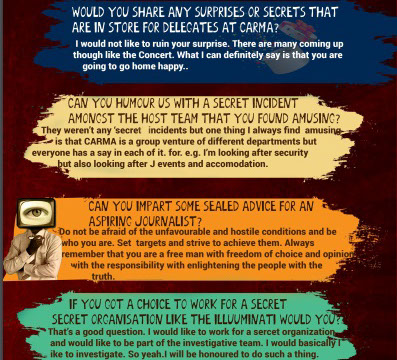 WOULD YOU SHARE ANY SURPRISES OR SECRETS THAT
ARE IN STORE FOR DELEGATES AT CARMA?
I would not like to ruin your surprise. There are many coming up
though like the Concert. What I can definitely say is that you are
going to go home happy..
CAN YOU HUMOUR US WITH A SECRET INCIDENT
AMONGST THE HOST TEAM THAT YOU FOUND AMUSING?
They weren't any 'secret incidents but one thing I always find amusing
is that CARMA is a group venture of different departments but
everyone has a say in each of it. for. e.g. I'm looking after security
but also looking after J events and accomodation.
CAN YOU IMPART SOME SEALED ADVICE FOR AN
ASPIRING JOURNALIST?
Do not be afraid of the unfavourable and hostile conditions and be
who you are. Set targets and strive to achieve them. Always
remember that you are a free man with freedom of choice and opinion
with the responsibility with enlightening the people with the
truth.
IF YOU GOT A CHOICE TO WORK FOR A SECRET
SECRET ORGANISATION LIKE THE ILLUUMINATI WOULD YOU?
That's a good question. I would like to work for a sercet organization
and would like to be part of the investigative team. I would basically l
ike to investigate. So yeah.I will be honoured to do such a thing.